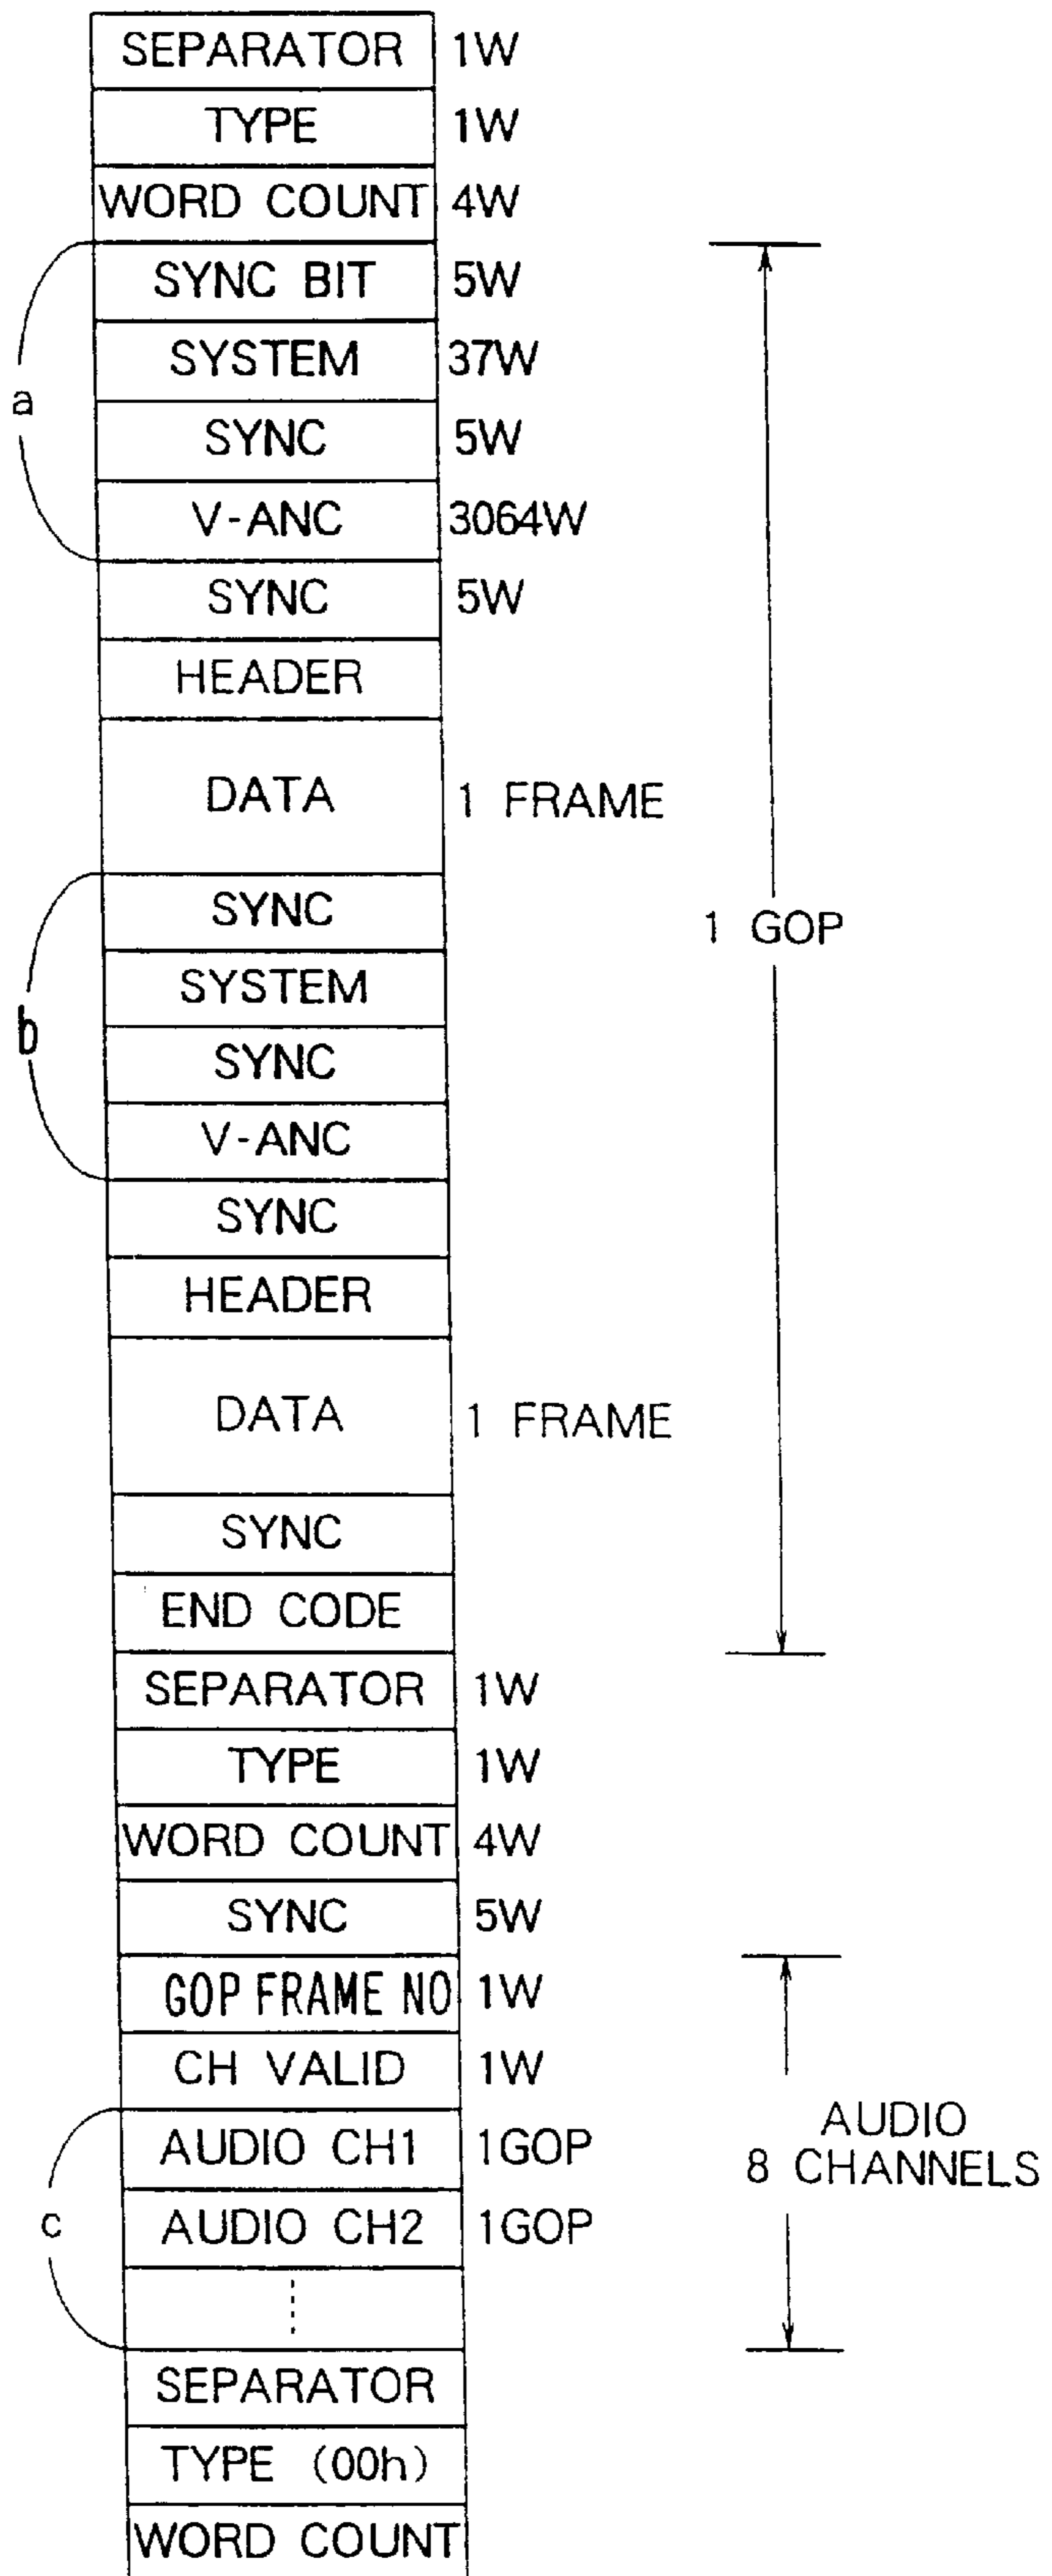 SEPARATOR 1W
TYPE 1W
WORD COUNT 4W
SYNC BIT 5W
SYSTEM 37W
a
SYNC 5W
V-ANC 3064W
SYNC 5W
HEADER
DATA 1 FRAME
SYNC
1 GOP
SYSTEM
b
SYNC
V-ANC
SYNC
HEADER
DATA 1 FRAME
SYNC
END CODE
SEPARATOR 1W
TYPE 1W
WORD COUNT 4W
SYNC 5W
GOP FRAME NO 1W
CH VALID 1W
AUDIO CH1 1GOP
AUDIO
8 CHANNELS
c
AUDIO CH2 1GOP
SEPARATOR
TYPE (00h)
WORD COUNT